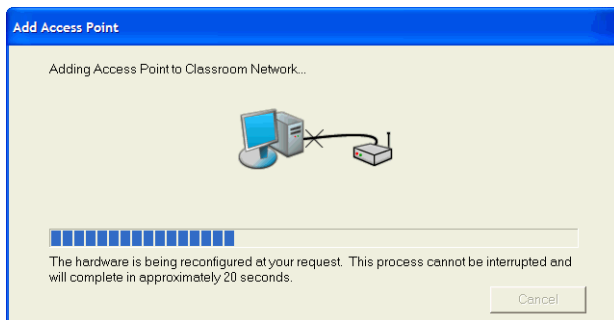 Add Access Point
Adding Access Point to Classroom Network...
The hardware is being reconfigured at your request. This process cannot be interrupted and
will complete in approximately 20 seconds.
Cancel